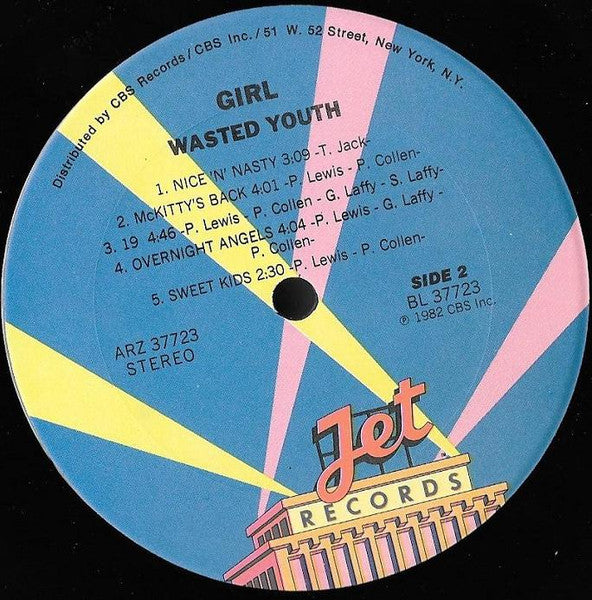 Distributed by CBS Records/CBS Inc./51 W. 52 Street, New York, N.Y.
GIRL
WASTED YOUTH
1. NICE 'N' NASTY 3:09 -T. Jack-
2. McKITTY'S BACK 4:01 -P. Lewis - P. Collen-
3. 19 4:46 -P. Lewis - P. Collen - G. Laffy - S. Laffy-
4. OVERNIGHT ANGELS 4:04 -P. Lewis - G. Laffy -
P. Collen-
5. SWEET KIDS 2:30 -P. Lewis - P. Collen-
SIDE 2
BL 37723
℗ 1982 CBS Inc.
ARZ 37723
STEREO
Jet
RECORDS